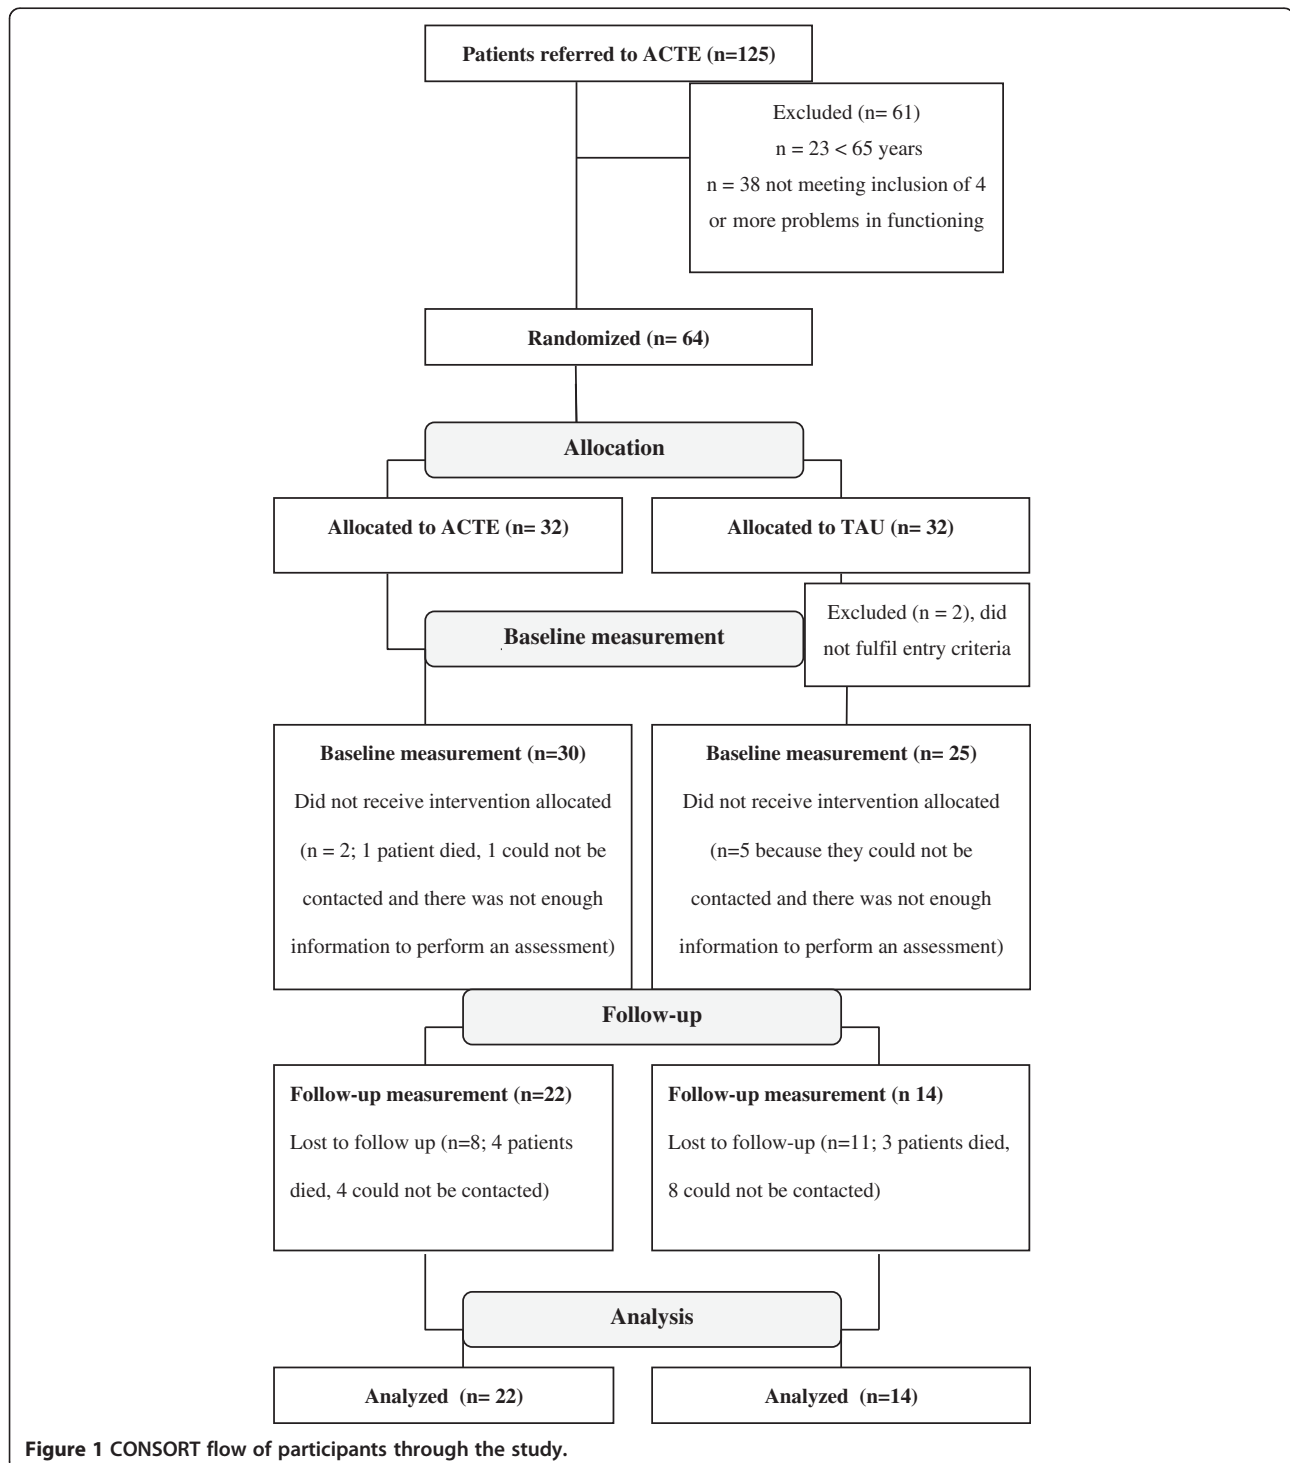 Patients referred to ACTE (n=125)
Excluded (n= 61)
n = 23 < 65 years
n = 38 not meeting inclusion of 4
or more problems in functioning
Randomized (n= 64)
Allocation
Allocated to ACTE (n= 32)
Allocated to TAU (n= 32)
Excluded (n = 2), did
not fulfil entry criteria
Baseline measurement
Baseline measurement (n=30)
Did not receive intervention allocated
(n = 2; 1 patient died, 1 could not be
contacted and there was not enough
information to perform an assessment)
Baseline measurement (n= 25)
Did not receive intervention allocated
(n=5 because they could not be
contacted and there was not enough
information to perform an assessment)
Follow-up
Follow-up measurement (n=22)
Lost to follow up (n=8; 4 patients
died, 4 could not be contacted)
Follow-up measurement (n 14)
Lost to follow-up (n=11; 3 patients died,
8 could not be contacted)
Analysis
Analyzed (n= 22)
Analyzed (n=14)
Figure 1 CONSORT flow of participants through the study.